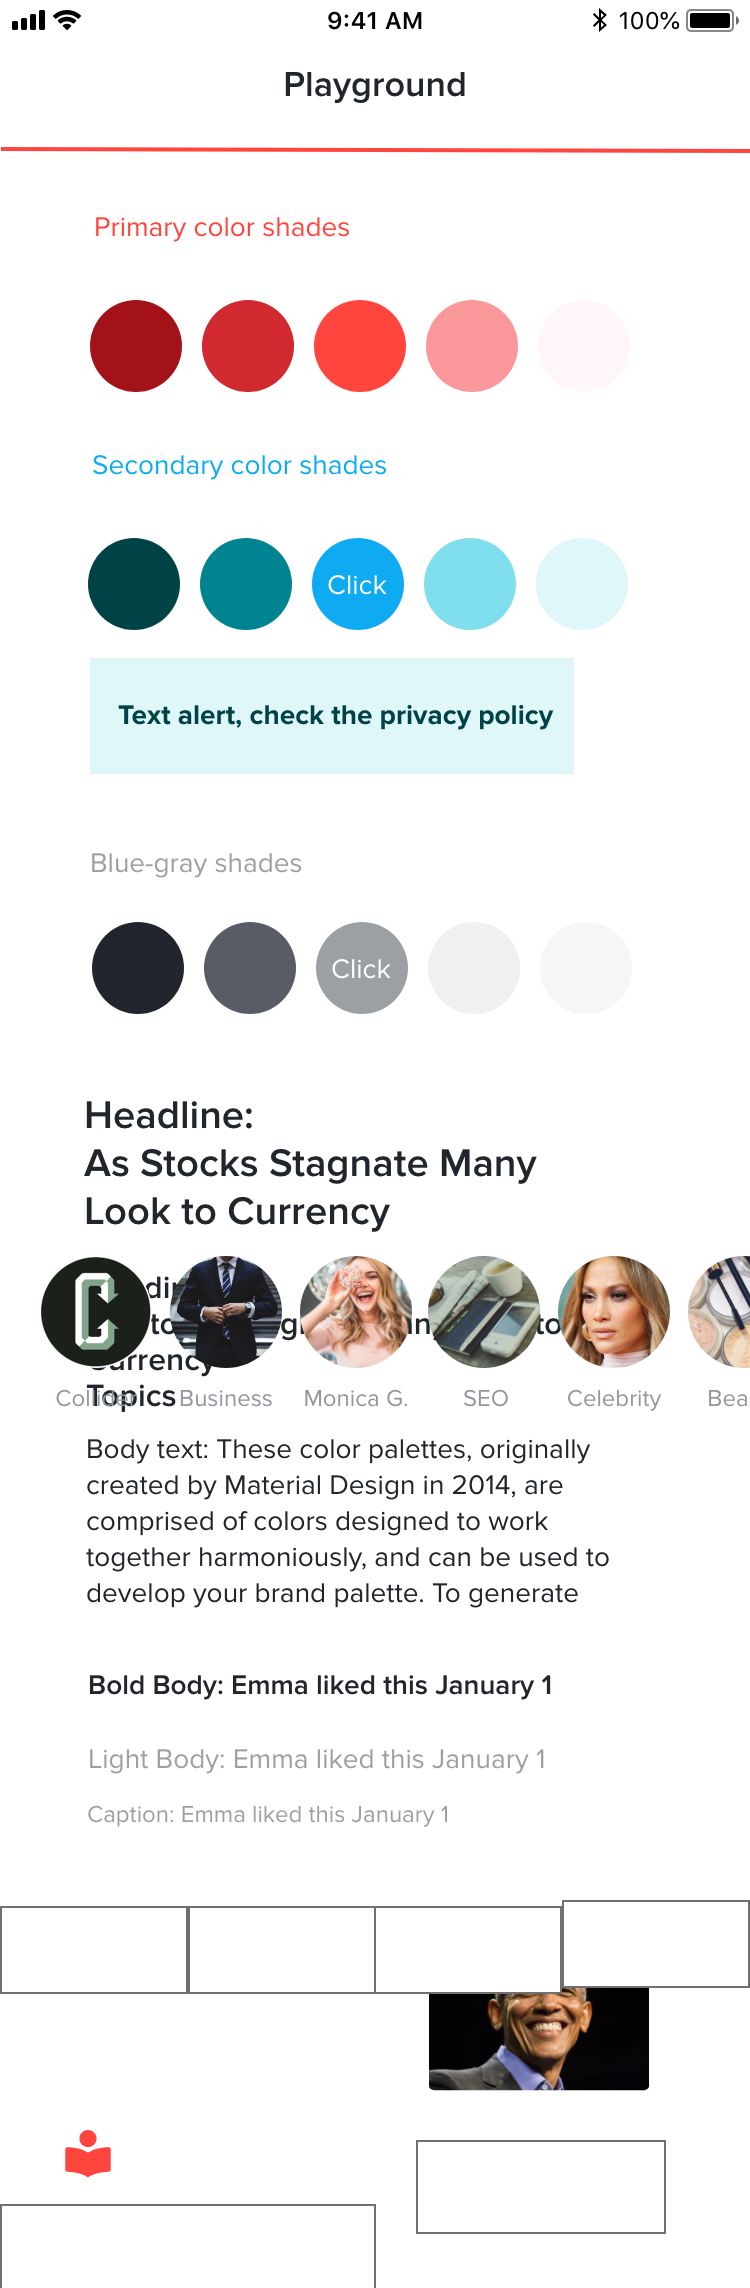 9:41 AM
100%
Playground
Primary color shades
Secondary color shades
Click
Text alert, check the privacy policy
Blue-gray shades
Click
Headline:
As Stocks Stagnate Many
Look to Currency
to
Currency
Topics
Collider Business Monica G. SEO Celebrity Bea
Body text: These color palettes, originally
created by Material Design in 2014, are
comprised of colors designed to work
together harmoniously, and can be used to
develop your brand palette. To generate
Bold Body: Emma liked this January 1
Light Body: Emma liked this January 1
Caption: Emma liked this January 1